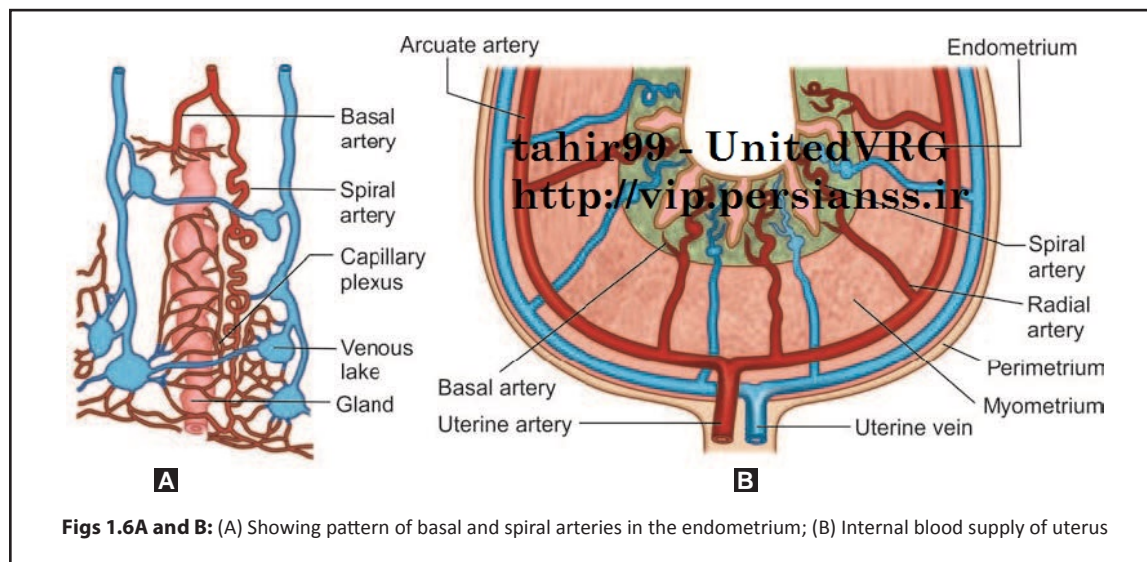 Basal
artery
Spiral
artery
Capillary
plexus
Venous
lake
Gland
A
Arcuate artery
Endometrium
tahir99 - UnitedVRG
http://vip.persianss.ir
Spiral
artery
Radial
artery
Perimetrium
Myometrium
Basal artery
Uterine artery
Uterine vein
B
Figs 1.6A and B: (A) Showing pattern of basal and spiral arteries in the endometrium; (B) Internal blood supply of uterus